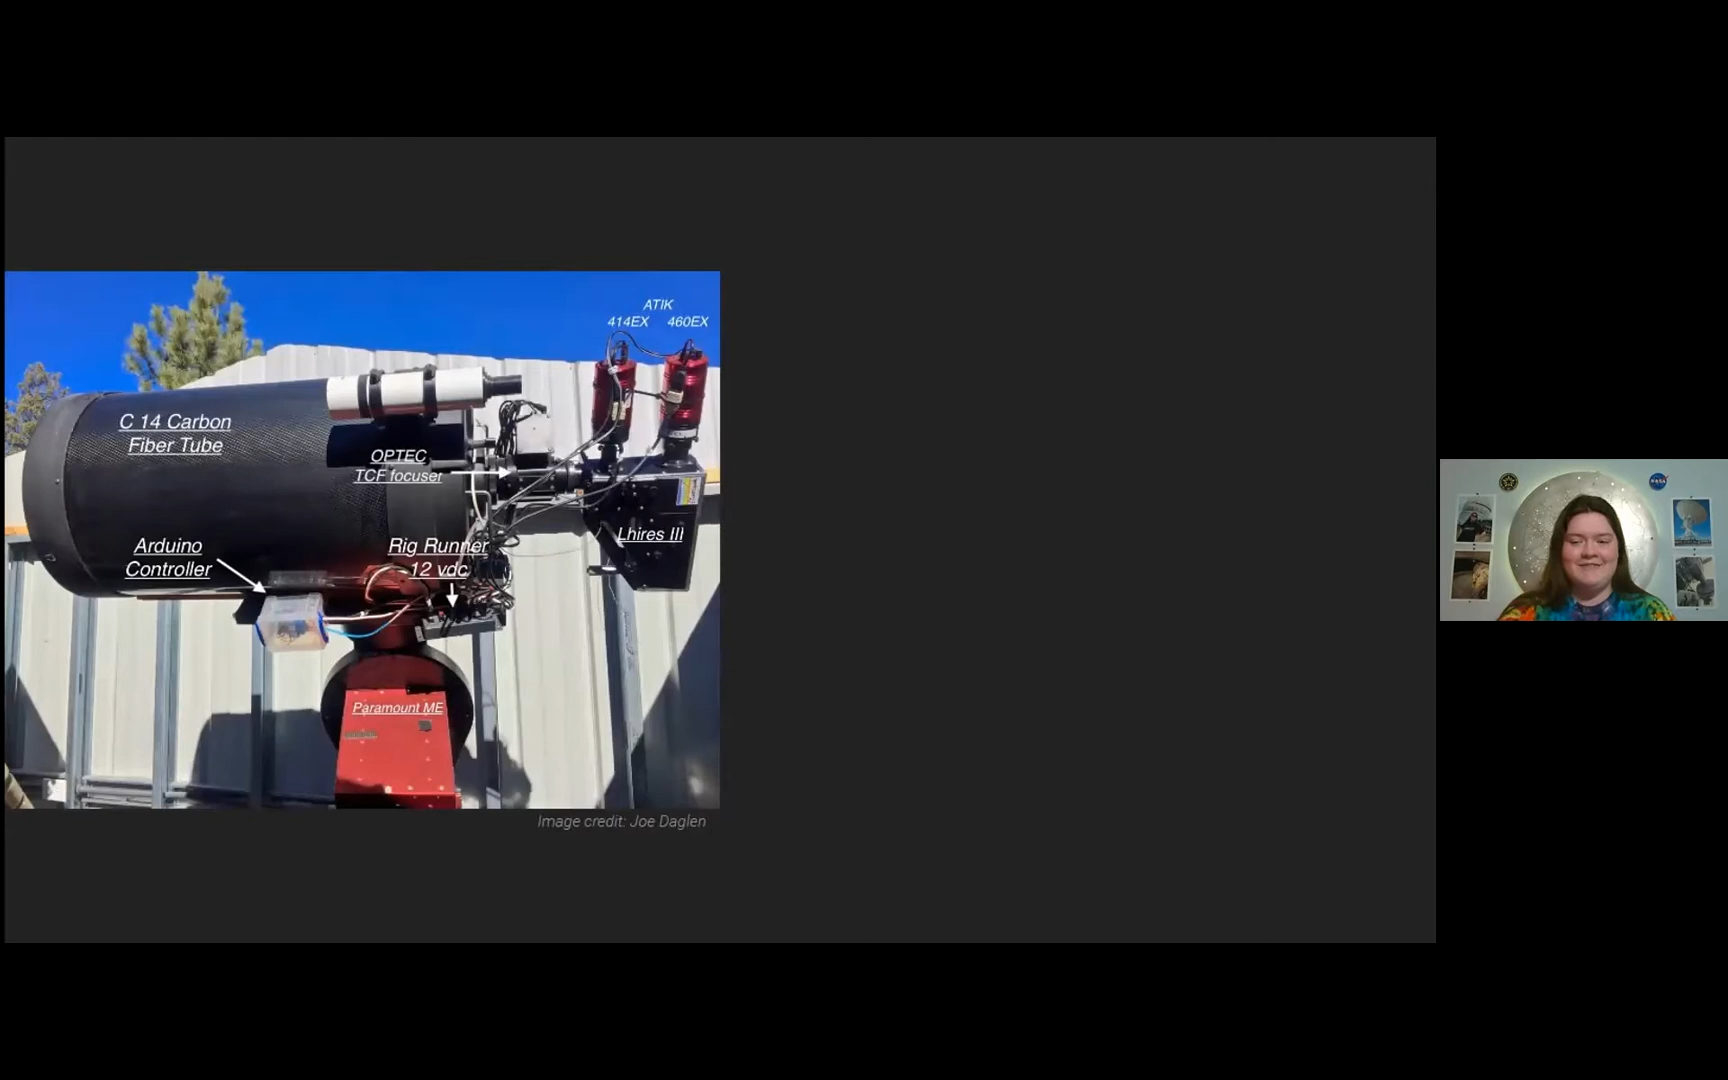 ATIK
414EX 460EX
C 14 Carbon
Fiber Tube
OPTEC
TCF focuser
Lhires III
Arduino
Controller
Rig Runner
12 vdc
Paramount ME
Image credit: Joe Daglen
NASA